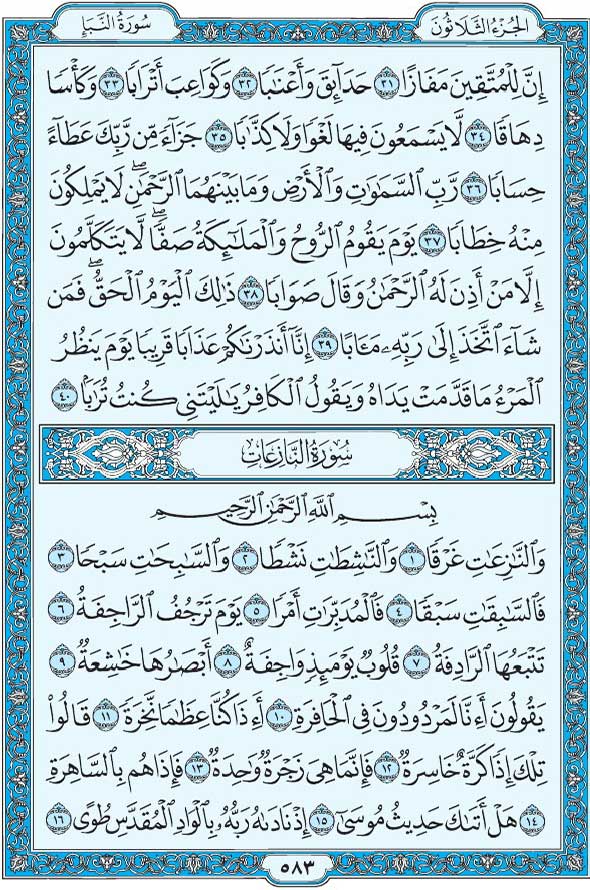 الجُزْءُ الثَّلَاثُونَ
سُورَةُ النَّبَإِ
إِنَّ لِلْمُتَّقِينَ مَفَازًا ٣١ حَدَآئِقَ وَأَعْنَٰبًا ٣٢ وَكَوَاعِبَ أَتْرَابًا ٣٣ وَكَأْسًا
دِهَاقًا ٣٤ لَّا يَسْمَعُونَ فِيهَا لَغْوًا وَلَا كِذَّٰبًا ٣٥ جَزَآءً مِّن رَّبِّكَ عَطَآءً
حِسَابًا ٣٦ رَّبِّ ٱلسَّمَٰوَٰتِ وَٱلْأَرْضِ وَمَا بَيْنَهُمَا ٱلرَّحْمَٰنِۖ لَا يَمْلِكُونَ
مِنْهُ خِطَابًا ٣٧ يَوْمَ يَقُومُ ٱلرُّوحُ وَٱلْمَلَٰٓئِكَةُ صَفًّاۖ لَّا يَتَكَلَّمُونَ
إِلَّا مَنْ أَذِنَ لَهُ ٱلرَّحْمَٰنُ وَقَالَ صَوَابًا ٣٨ ذَٰلِكَ ٱلْيَوْمُ ٱلْحَقُّۖ فَمَن
شَآءَ ٱتَّخَذَ إِلَىٰ رَبِّهِۦ مَـَٔابًا ٣٩ إِنَّآ أَنذَرْنَٰكُمْ عَذَابًا قَرِيبًا يَوْمَ يَنظُرُ
ٱلْمَرْءُ مَا قَدَّمَتْ يَدَاهُ وَيَقُولُ ٱلْكَافِرُ يَٰلَيْتَنِى كُنتُ تُرَٰبًۢا ٤٠
سُورَةُ النَّازِعَاتِ
بِسْمِ ٱللَّهِ ٱلرَّحْمَٰنِ ٱلرَّحِيمِ
وَٱلنَّٰزِعَٰتِ غَرْقًا ١ وَٱلنَّٰشِطَٰتِ نَشْطًا ٢ وَٱلسَّٰبِحَٰتِ سَبْحًا ٣
فَٱلسَّٰبِقَٰتِ سَبْقًا ٤ فَٱلْمُدَبِّرَٰتِ أَمْرًا ٥ يَوْمَ تَرْجُفُ ٱلرَّاجِفَةُ ٦
تَتْبَعُهَا ٱلرَّادِفَةُ ٧ قُلُوبٌ يَوْمَئِذٍ وَاجِفَةٌ ٨ أَبْصَٰرُهَا خَٰشِعَةٌ ٩
يَقُولُونَ أَءِنَّا لَمَرْدُودُونَ فِى ٱلْحَافِرَةِ ١٠ أَءِذَا كُنَّا عِظَٰمًا نَّخِرَةً ١١ قَالُوا۟
تِلْكَ إِذًا كَرَّةٌ خَاسِرَةٌ ١٢ فَإِنَّمَا هِىَ زَجْرَةٌ وَٰحِدَةٌ ١٣ فَإِذَا هُم بِٱلسَّاهِرَةِ
١٤ هَلْ أَتَىٰكَ حَدِيثُ مُوسَىٰٓ ١٥ إِذْ نَادَىٰهُ رَبُّهُۥ بِٱلْوَادِ ٱلْمُقَدَّسِ طُوًى ١٦
٥٨٣